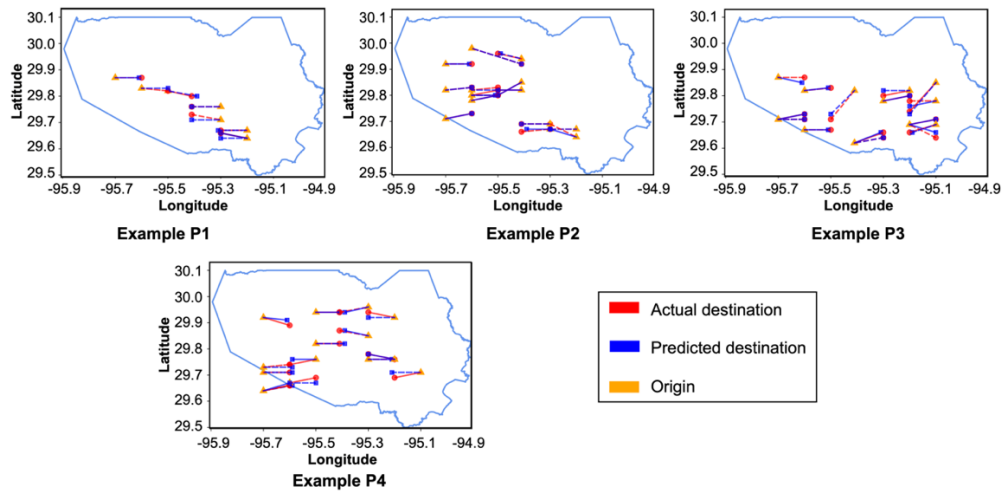 30.1
30.0
29.9
29.8
29.7
29.6
29.5
Latitude
-95.9 -95.7 -95.5 -95.3 -95.1 -94.9
Longitude
Example P1
30.1
30.0
29.9
29.8
29.7
29.6
29.5
Latitude
-95.9 -95.7 -95.5 -95.3 -95.1 -94.9
Longitude
Example P2
30.1
30.0
29.9
29.8
29.7
29.6
29.5
Latitude
-95.9 -95.7 -95.5 -95.3 -95.1 -94.9
Longitude
Example P3
30.1
30.0
29.9
29.8
29.7
29.6
29.5
Latitude
-95.9 -95.7 -95.5 -95.3 -95.1 -94.9
Longitude
Example P4
Actual destination
Predicted destination
Origin